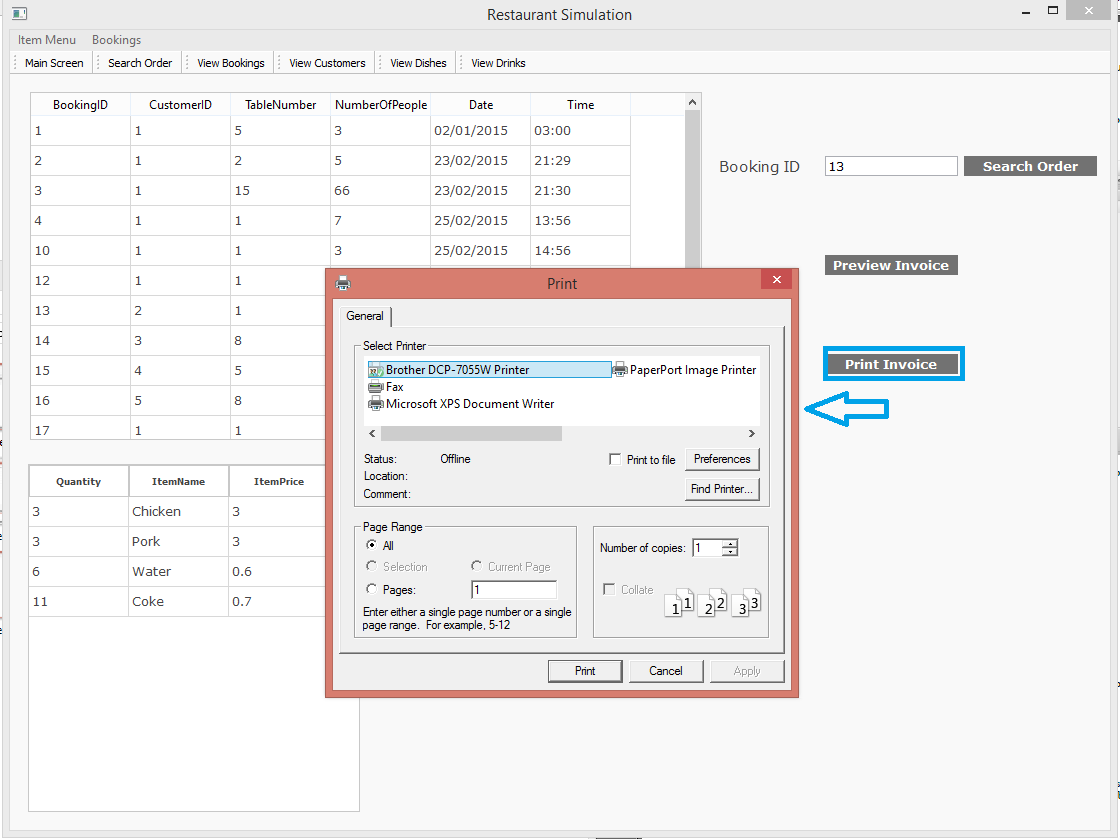 Restaurant Simulation
Item Menu Bookings
Main Screen Search Order View Bookings View Customers View Dishes View Drinks
BookingID CustomerID TableNumber NumberOfPeople Date Time
1 1 5 3 02/01/2015 03:00
2 1 2 5 23/02/2015 21:29
3 1 15 66 23/02/2015 21:30
4 1 1 7 25/02/2015 13:56
10 1 1 3 25/02/2015 14:56
12 1 1
13 2 1
14 3 8
15 4 5
16 5 8
17 1 1
Booking ID 13 Search Order
Preview Invoice
Print Invoice
Quantity ItemName ItemPrice
3 Chicken 3
3 Pork 3
6 Water 0.6
11 Coke 0.7
Print
General
Select Printer
Brother DCP-7055W Printer PaperPort Image Printer
Fax
Microsoft XPS Document Writer
Status: Offline Print to file Preferences
Location:
Comment: Find Printer...
Page Range
All
Selection Current Page
Pages: 1
Enter either a single page number or a single
page range. For example, 5-12
Number of copies: 1
Collate 1 1 2 2 3 3
Print Cancel Apply